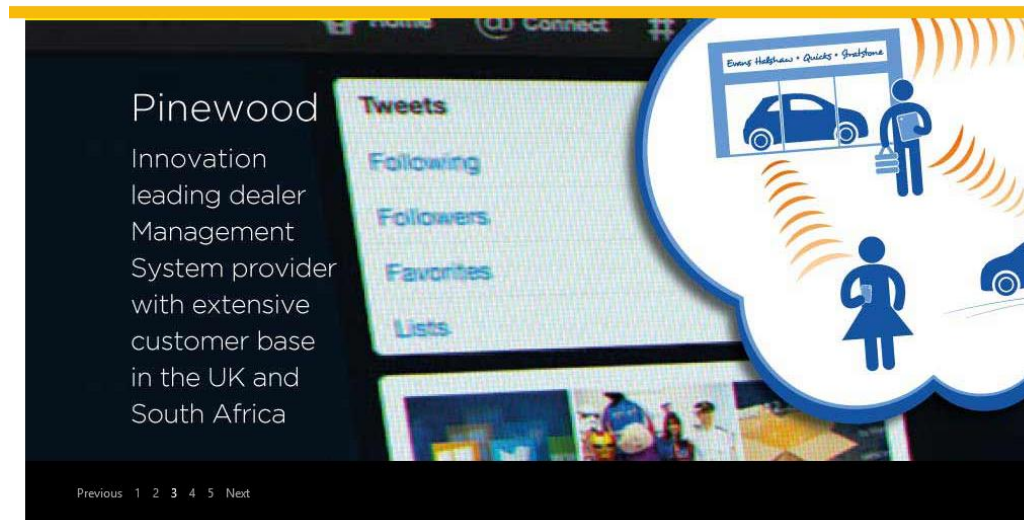 Home @ Connect #
Pinewood
Innovation
leading dealer
Management
System provider
with extensive
customer base
in the UK and
South Africa
Tweets
Following
Followers
Favorites
Lists
Evans Halshaw • Quicks • Stratstone
Previous 1 2 3 4 5 Next